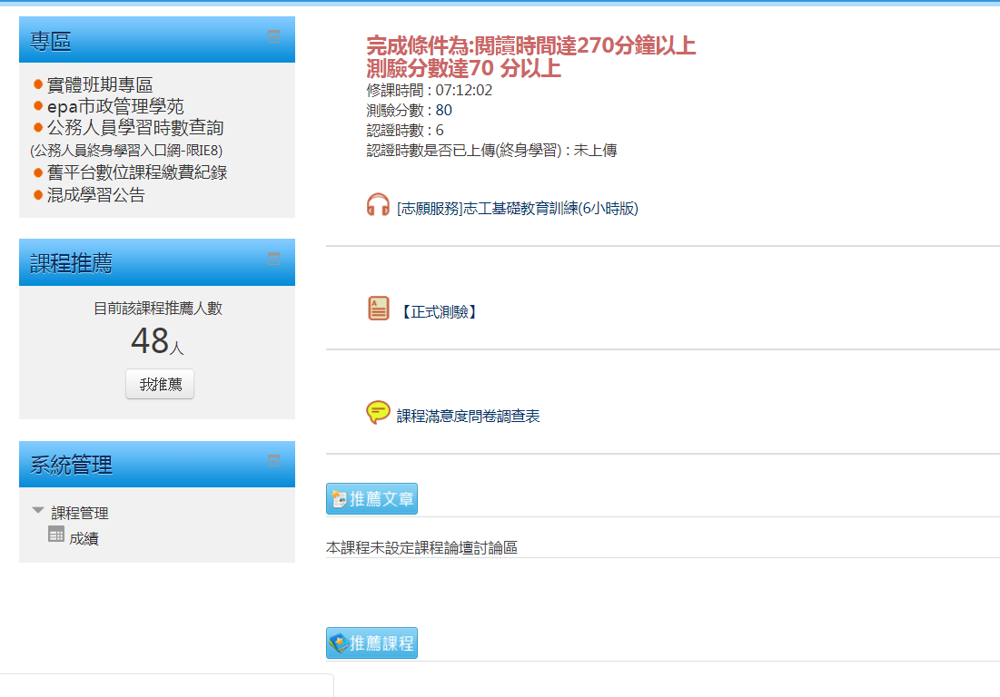 專區
實體班期專區
epa市政管理學苑
公務人員學習時數查詢
(公務人員終身學習入口網-限IE8)
舊平台數位課程繳費紀錄
混成學習公告
課程推薦
目前該課程推薦人數
48人
我推薦
系統管理
課程管理
成績
完成條件為:閱讀時間達270分鐘以上
測驗分數達70 分以上
修課時間 : 07:12:02
測驗分數 : 80
認證時數 : 6
認證時數是否已上傳(終身學習) : 未上傳
[志願服務]志工基礎教育訓練(6小時版)
【正式測驗】
課程滿意度問卷調查表
推薦文章
本課程未設定課程論壇討論區
推薦課程